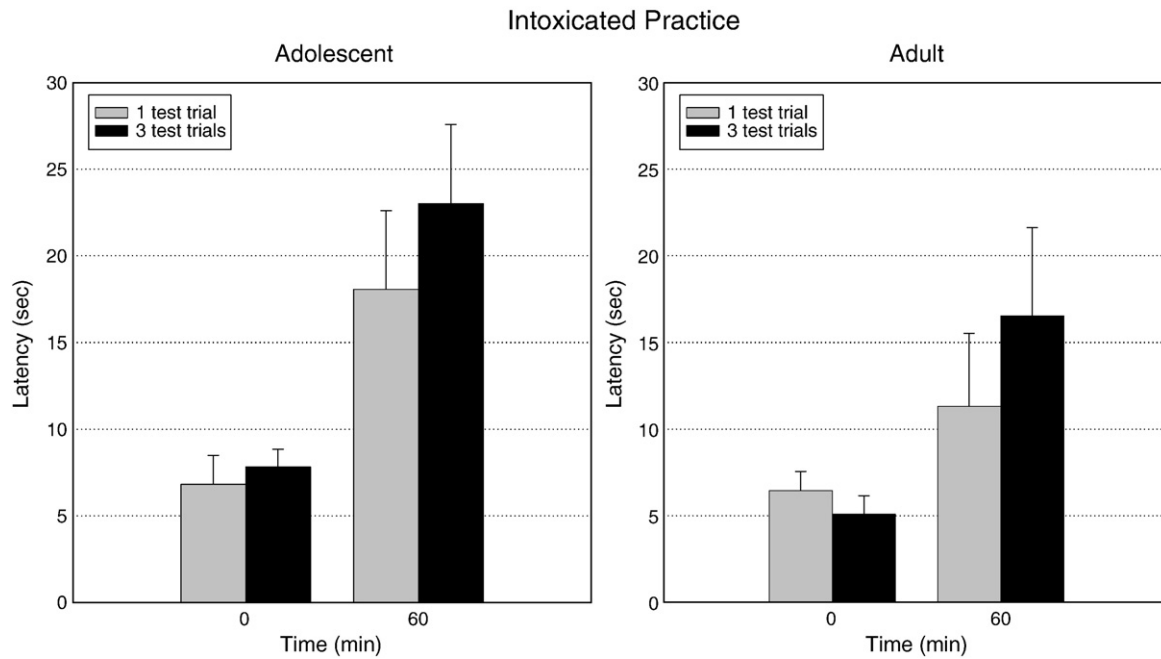 Intoxicated Practice
Adolescent
30
25
20
15
10
5
0
Latency (sec)
1 test trial
3 test trials
0 60
Time (min)
Adult
30
25
20
15
10
5
0
Latency (sec)
1 test trial
3 test trials
0 60
Time (min)